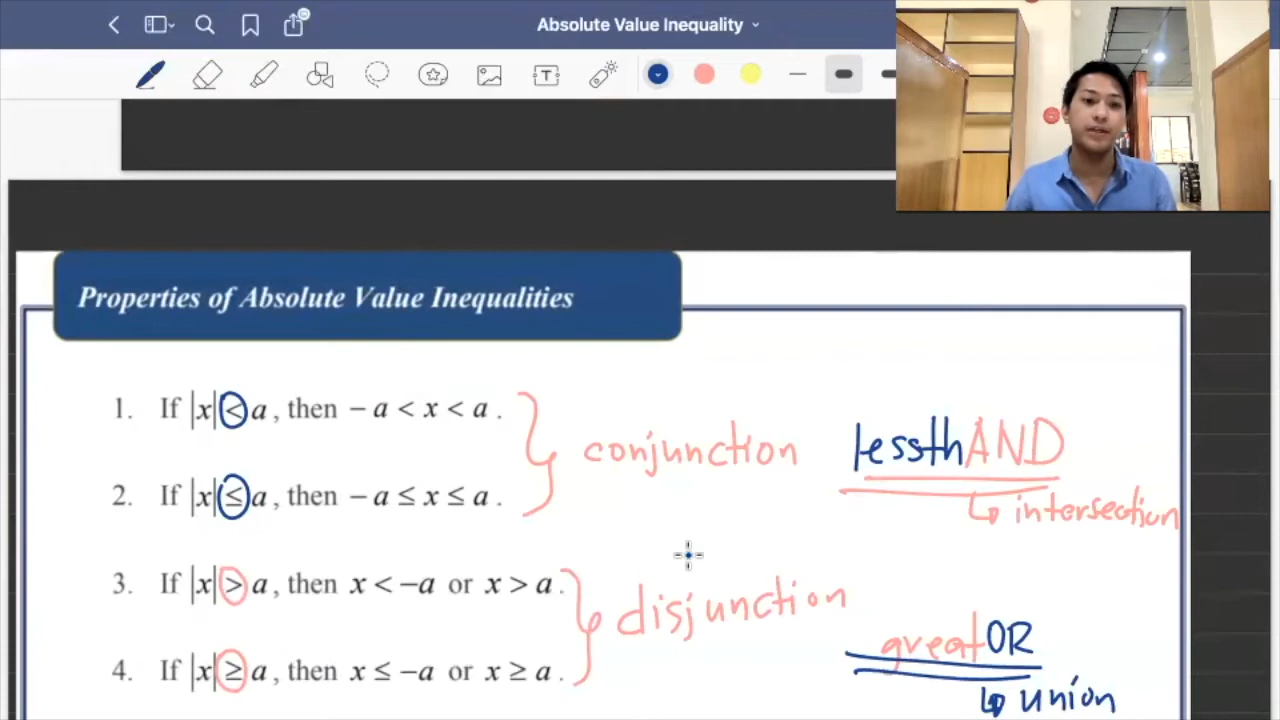 Absolute Value Inequality
Properties of Absolute Value Inequalities
1. If |x| < a, then − a < x < a.
2. If |x| ≤ a, then − a ≤ x ≤ a.
conjunction
lessthAND
intersection
3. If |x| > a, then x < −a or x > a.
4. If |x| ≥ a, then x ≤ −a or x ≥ a.
disjunction
greatOR
union